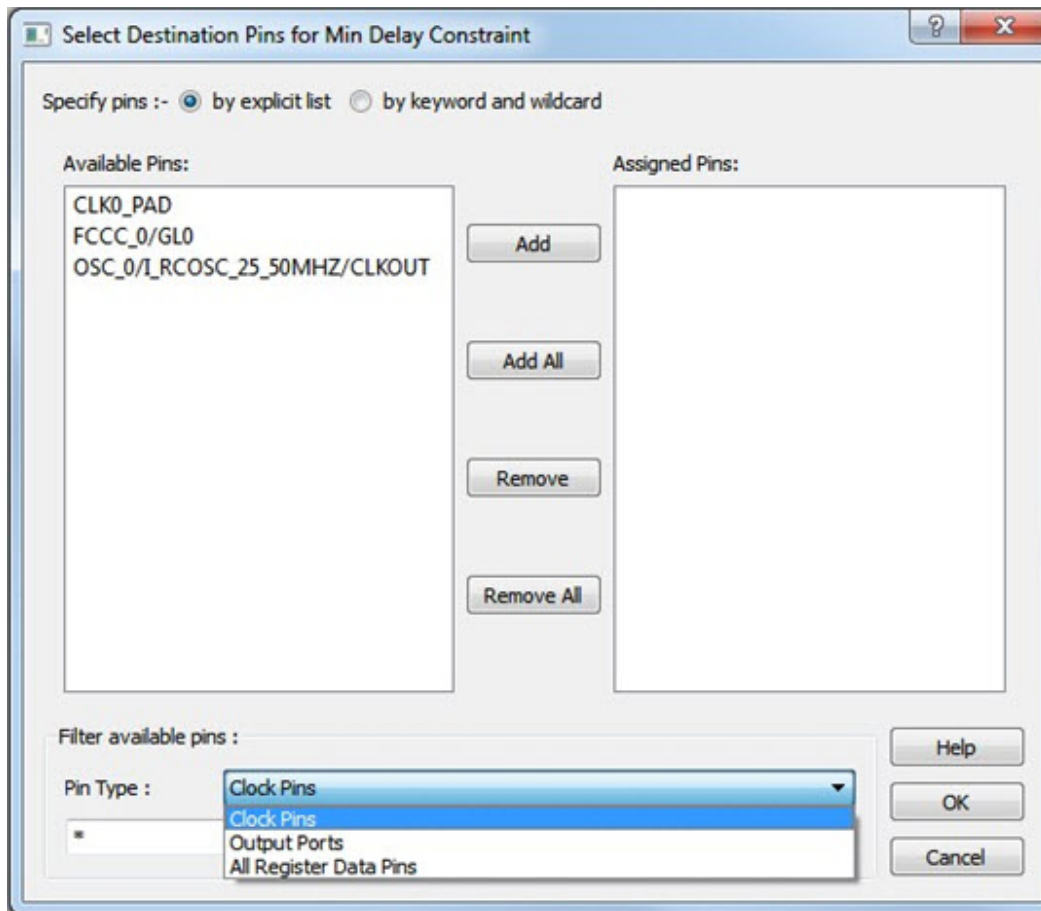 Select Destination Pins for Min Delay Constraint
Specify pins :- by explicit list by keyword and wildcard
Available Pins:
Assigned Pins:
CLK0_PAD
FCCC_0/GL0
OSC_0/I_RCOSC_25_50MHZ/CLKOUT
Add
Add All
Remove
Remove All
Filter available pins :
Pin Type :
Clock Pins
Clock Pins
Output Ports
All Register Data Pins
*
Help
OK
Cancel